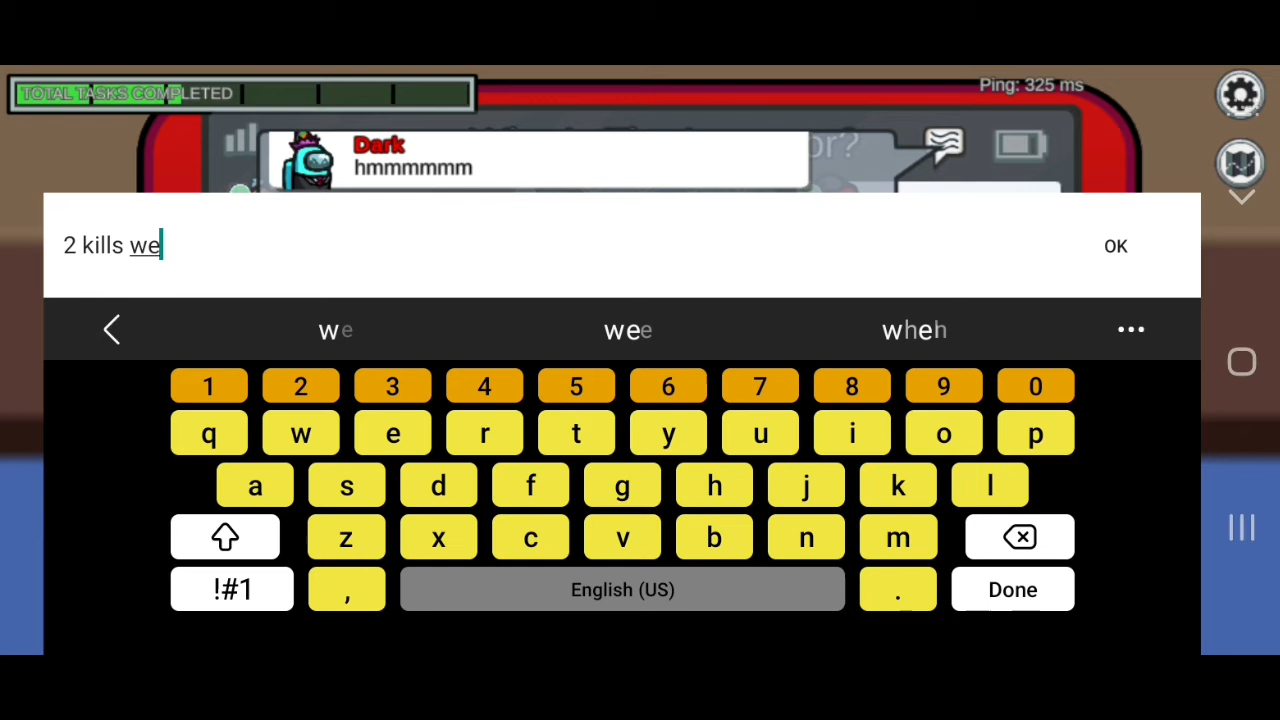 TOTAL TASKS COMPLETED
Ping: 325 ms
Dark
hmmmmmm
or?
2 kills we
OK
we wee wheh
1 2 3 4 5 6 7 8 9 0
q w e r t y u i o p
a s d f g h j k l
z x c v b n m
!#1 , English (US) . Done